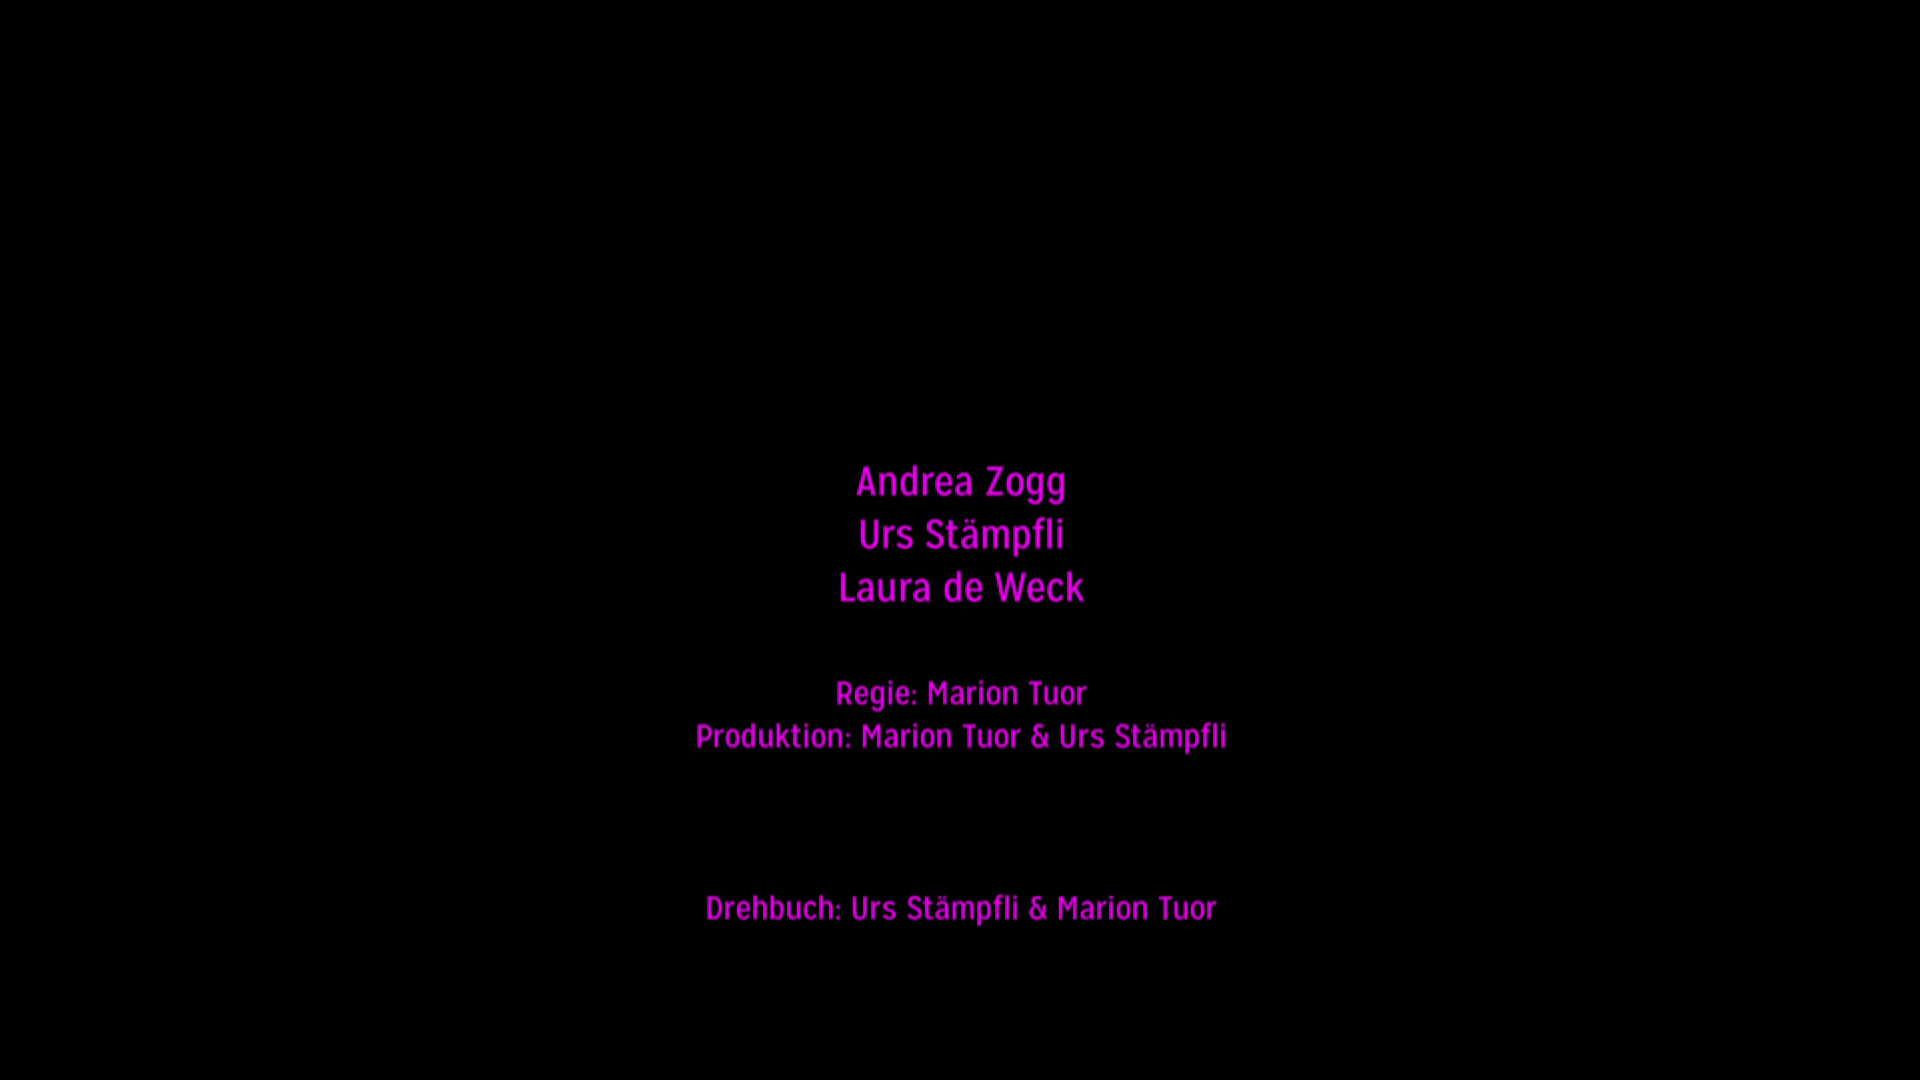 Andrea Zogg
Urs Stämpfli
Laura de Weck
Regie: Marion Tuor
Produktion: Marion Tuor & Urs Stämpfli
Drehbuch: Urs Stämpfli & Marion Tuor